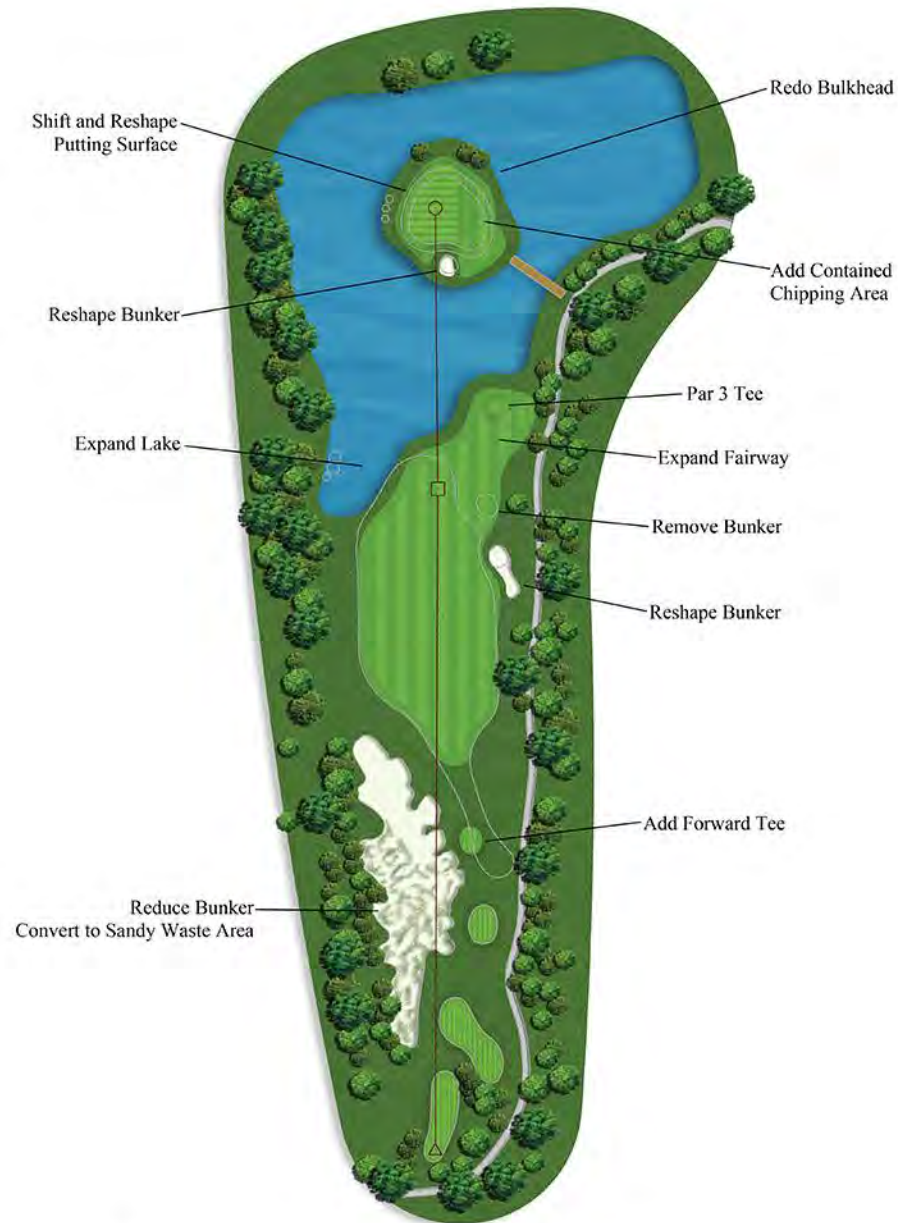 Redo Bulkhead
Shift and Reshape
Putting Surface
Add Contained
Chipping Area
Reshape Bunker
Par 3 Tee
Expand Lake
Expand Fairway
Remove Bunker
Reshape Bunker
Add Forward Tee
Reduce Bunker
Convert to Sandy Waste Area